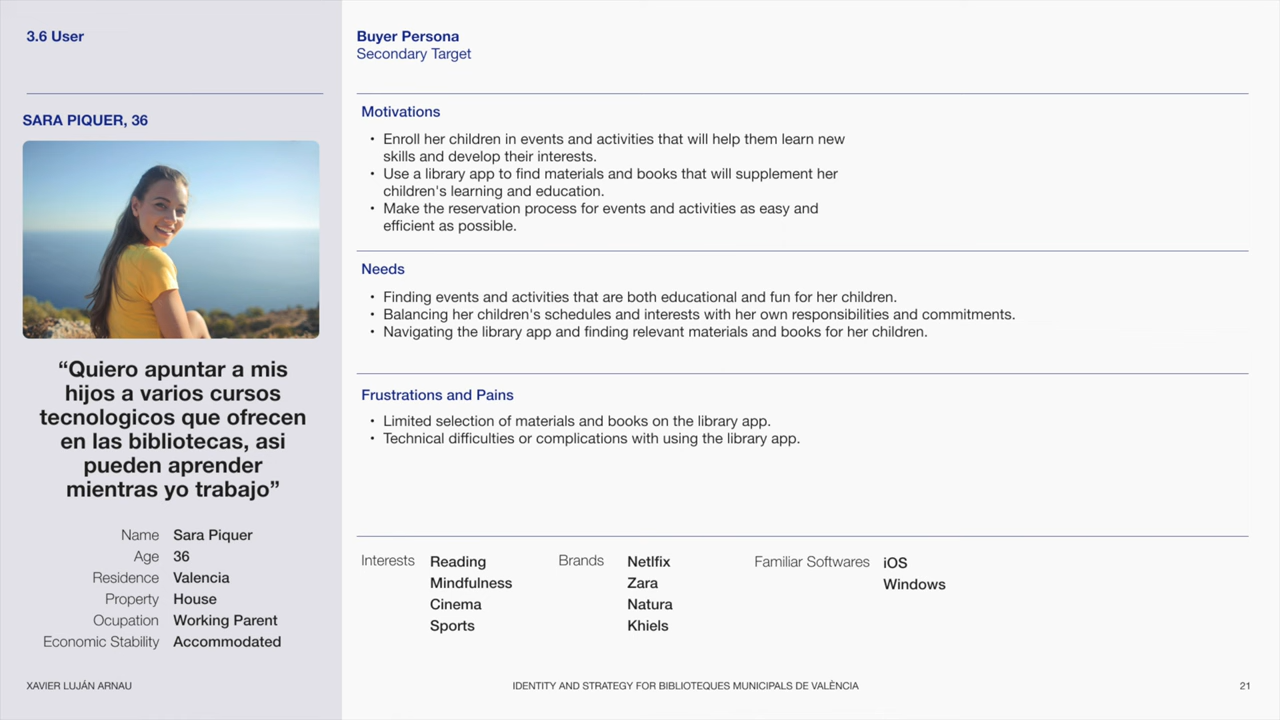 3.6 User
SARA PIQUER, 36
“Quiero apuntar a mis
hijos a varios cursos
tecnologicos que ofrecen
en las bibliotecas, asi
pueden aprender
mientras yo trabajo”
Name Sara Piquer
Age 36
Residence Valencia
Property House
Ocupation Working Parent
Economic Stability Accommodated
Buyer Persona
Secondary Target
Motivations
• Enroll her children in events and activities that will help them learn new
skills and develop their interests.
• Use a library app to find materials and books that will supplement her
children's learning and education.
• Make the reservation process for events and activities as easy and
efficient as possible.
Needs
• Finding events and activities that are both educational and fun for her children.
• Balancing her children's schedules and interests with her own responsibilities and commitments.
• Navigating the library app and finding relevant materials and books for her children.
Frustrations and Pains
• Limited selection of materials and books on the library app.
• Technical difficulties or complications with using the library app.
Interests Reading
Mindfulness
Cinema
Sports
Brands Netlfix
Zara
Natura
Khiels
Familiar Softwares iOS
Windows
XAVIER LUJÁN ARNAU
IDENTITY AND STRATEGY FOR BIBLIOTEQUES MUNICIPALS DE VALÈNCIA
21